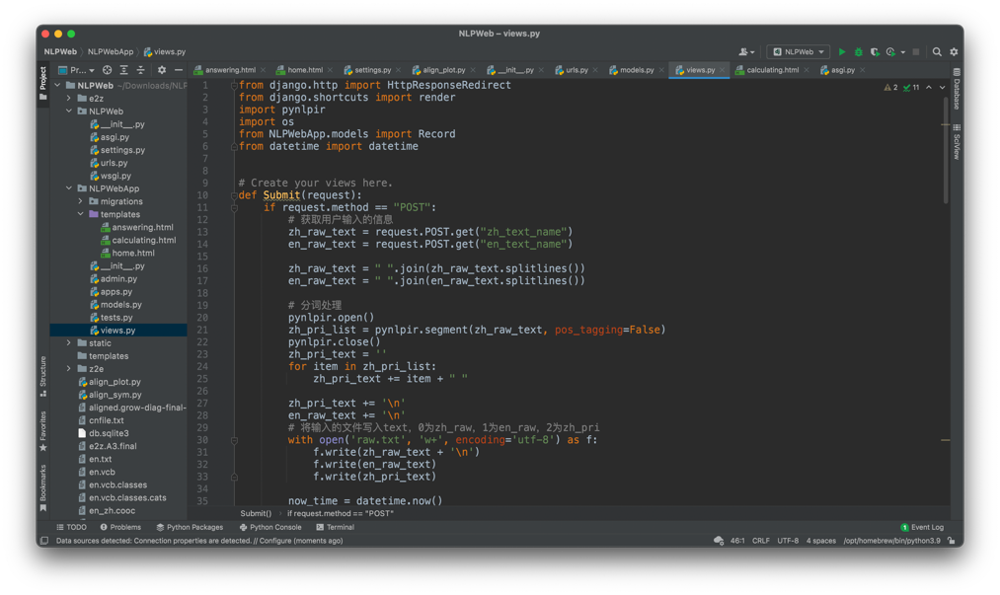 NLPWeb – views.py
NLPWeb NLPWebApp views.py
NLPWeb
Project
Pr...
answering.html
home.html
settings.py
align_plot.py
__init__.py
urls.py
models.py
views.py
calculating.html
asgi.py
NLPWeb ~/Downloads/NLP
e2z
NLPWeb
__init__.py
asgi.py
settings.py
urls.py
wsgi.py
NLPWebApp
migrations
templates
answering.html
calculating.html
home.html
__init__.py
admin.py
apps.py
models.py
tests.py
views.py
static
templates
z2e
align_plot.py
align_sym.py
aligned.grow-diag-final-
cnfile.txt
db.sqlite3
e2z.A3.final
en.txt
en.vcb
en.vcb.classes
en.vcb.classes.cats
en_zh.cooc
Structure
Favorites
Bookmarks
2 11
Database
SciView
1 from django.http import HttpResponseRedirect
2 from django.shortcuts import render
3 import pynlpir
4 import os
5 from NLPWebApp.models import Record
6 from datetime import datetime
7
8
9 # Create your views here.
10 def Submit(request):
11 if request.method == "POST":
12 # 获取用户输入的信息
13 zh_raw_text = request.POST.get("zh_text_name")
14 en_raw_text = request.POST.get("en_text_name")
15
16 zh_raw_text = " ".join(zh_raw_text.splitlines())
17 en_raw_text = " ".join(en_raw_text.splitlines())
18
19 # 分词处理
20 pynlpir.open()
21 zh_pri_list = pynlpir.segment(zh_raw_text, pos_tagging=False)
22 pynlpir.close()
23 zh_pri_text = ''
24 for item in zh_pri_list:
25 zh_pri_text += item + " "
26
27 zh_pri_text += '\n'
28 en_raw_text += '\n'
29 # 将输入的文件写入text, 0为zh_raw, 1为en_raw, 2为zh_pri
30 with open('raw.txt', 'w+', encoding='utf-8') as f:
31 f.write(zh_raw_text + '\n')
32 f.write(en_raw_text)
33 f.write(zh_pri_text)
34
35 now_time = datetime.now()
Submit() if request.method == "POST"
TODO Problems Python Packages Python Console Terminal 1 Event Log
Data sources detected: Connection properties are detected. // Configure (moments ago) 46:1 CRLF UTF-8 4 spaces /opt/homebrew/bin/python3.9